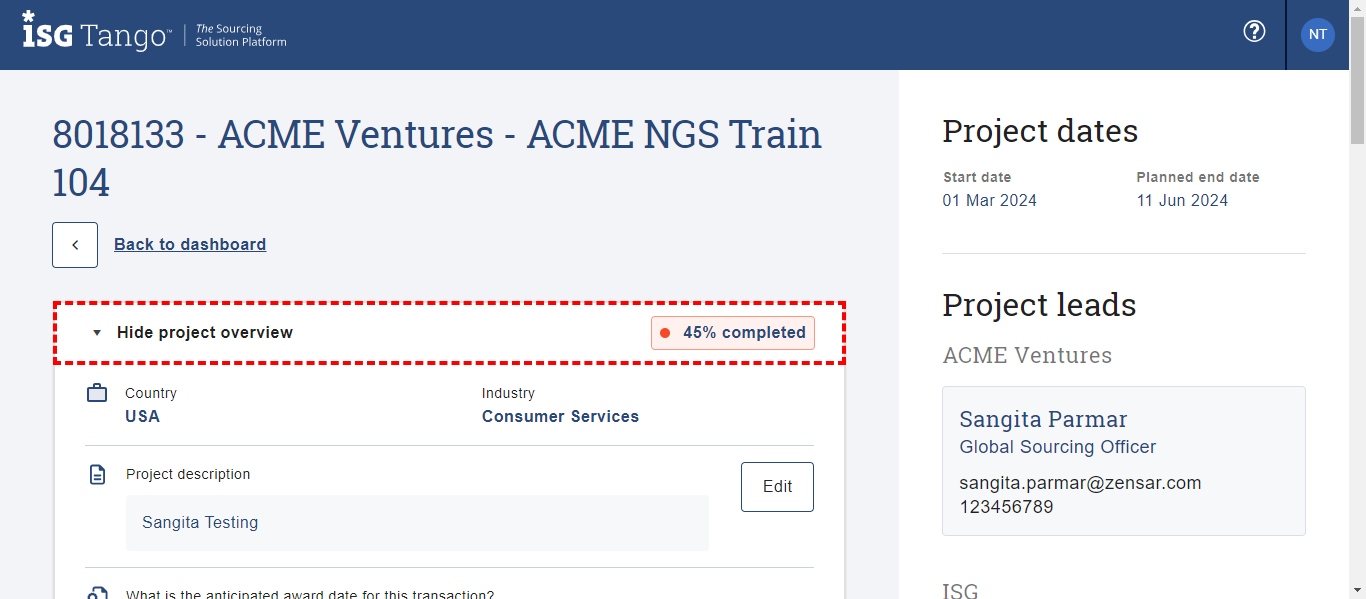 *ISG Tango™ The Sourcing
Solution Platform
NT
8018133 - ACME Ventures - ACME NGS Train
104
Back to dashboard
Hide project overview 45% completed
Country Industry
USA Consumer Services
Project description
Edit
Sangita Testing
What is the anticipated award date for this transaction?
Project dates
Start date Planned end date
01 Mar 2024 11 Jun 2024
Project leads
ACME Ventures
Sangita Parmar
Global Sourcing Officer
sangita.parmar@zensar.com
123456789
ISG